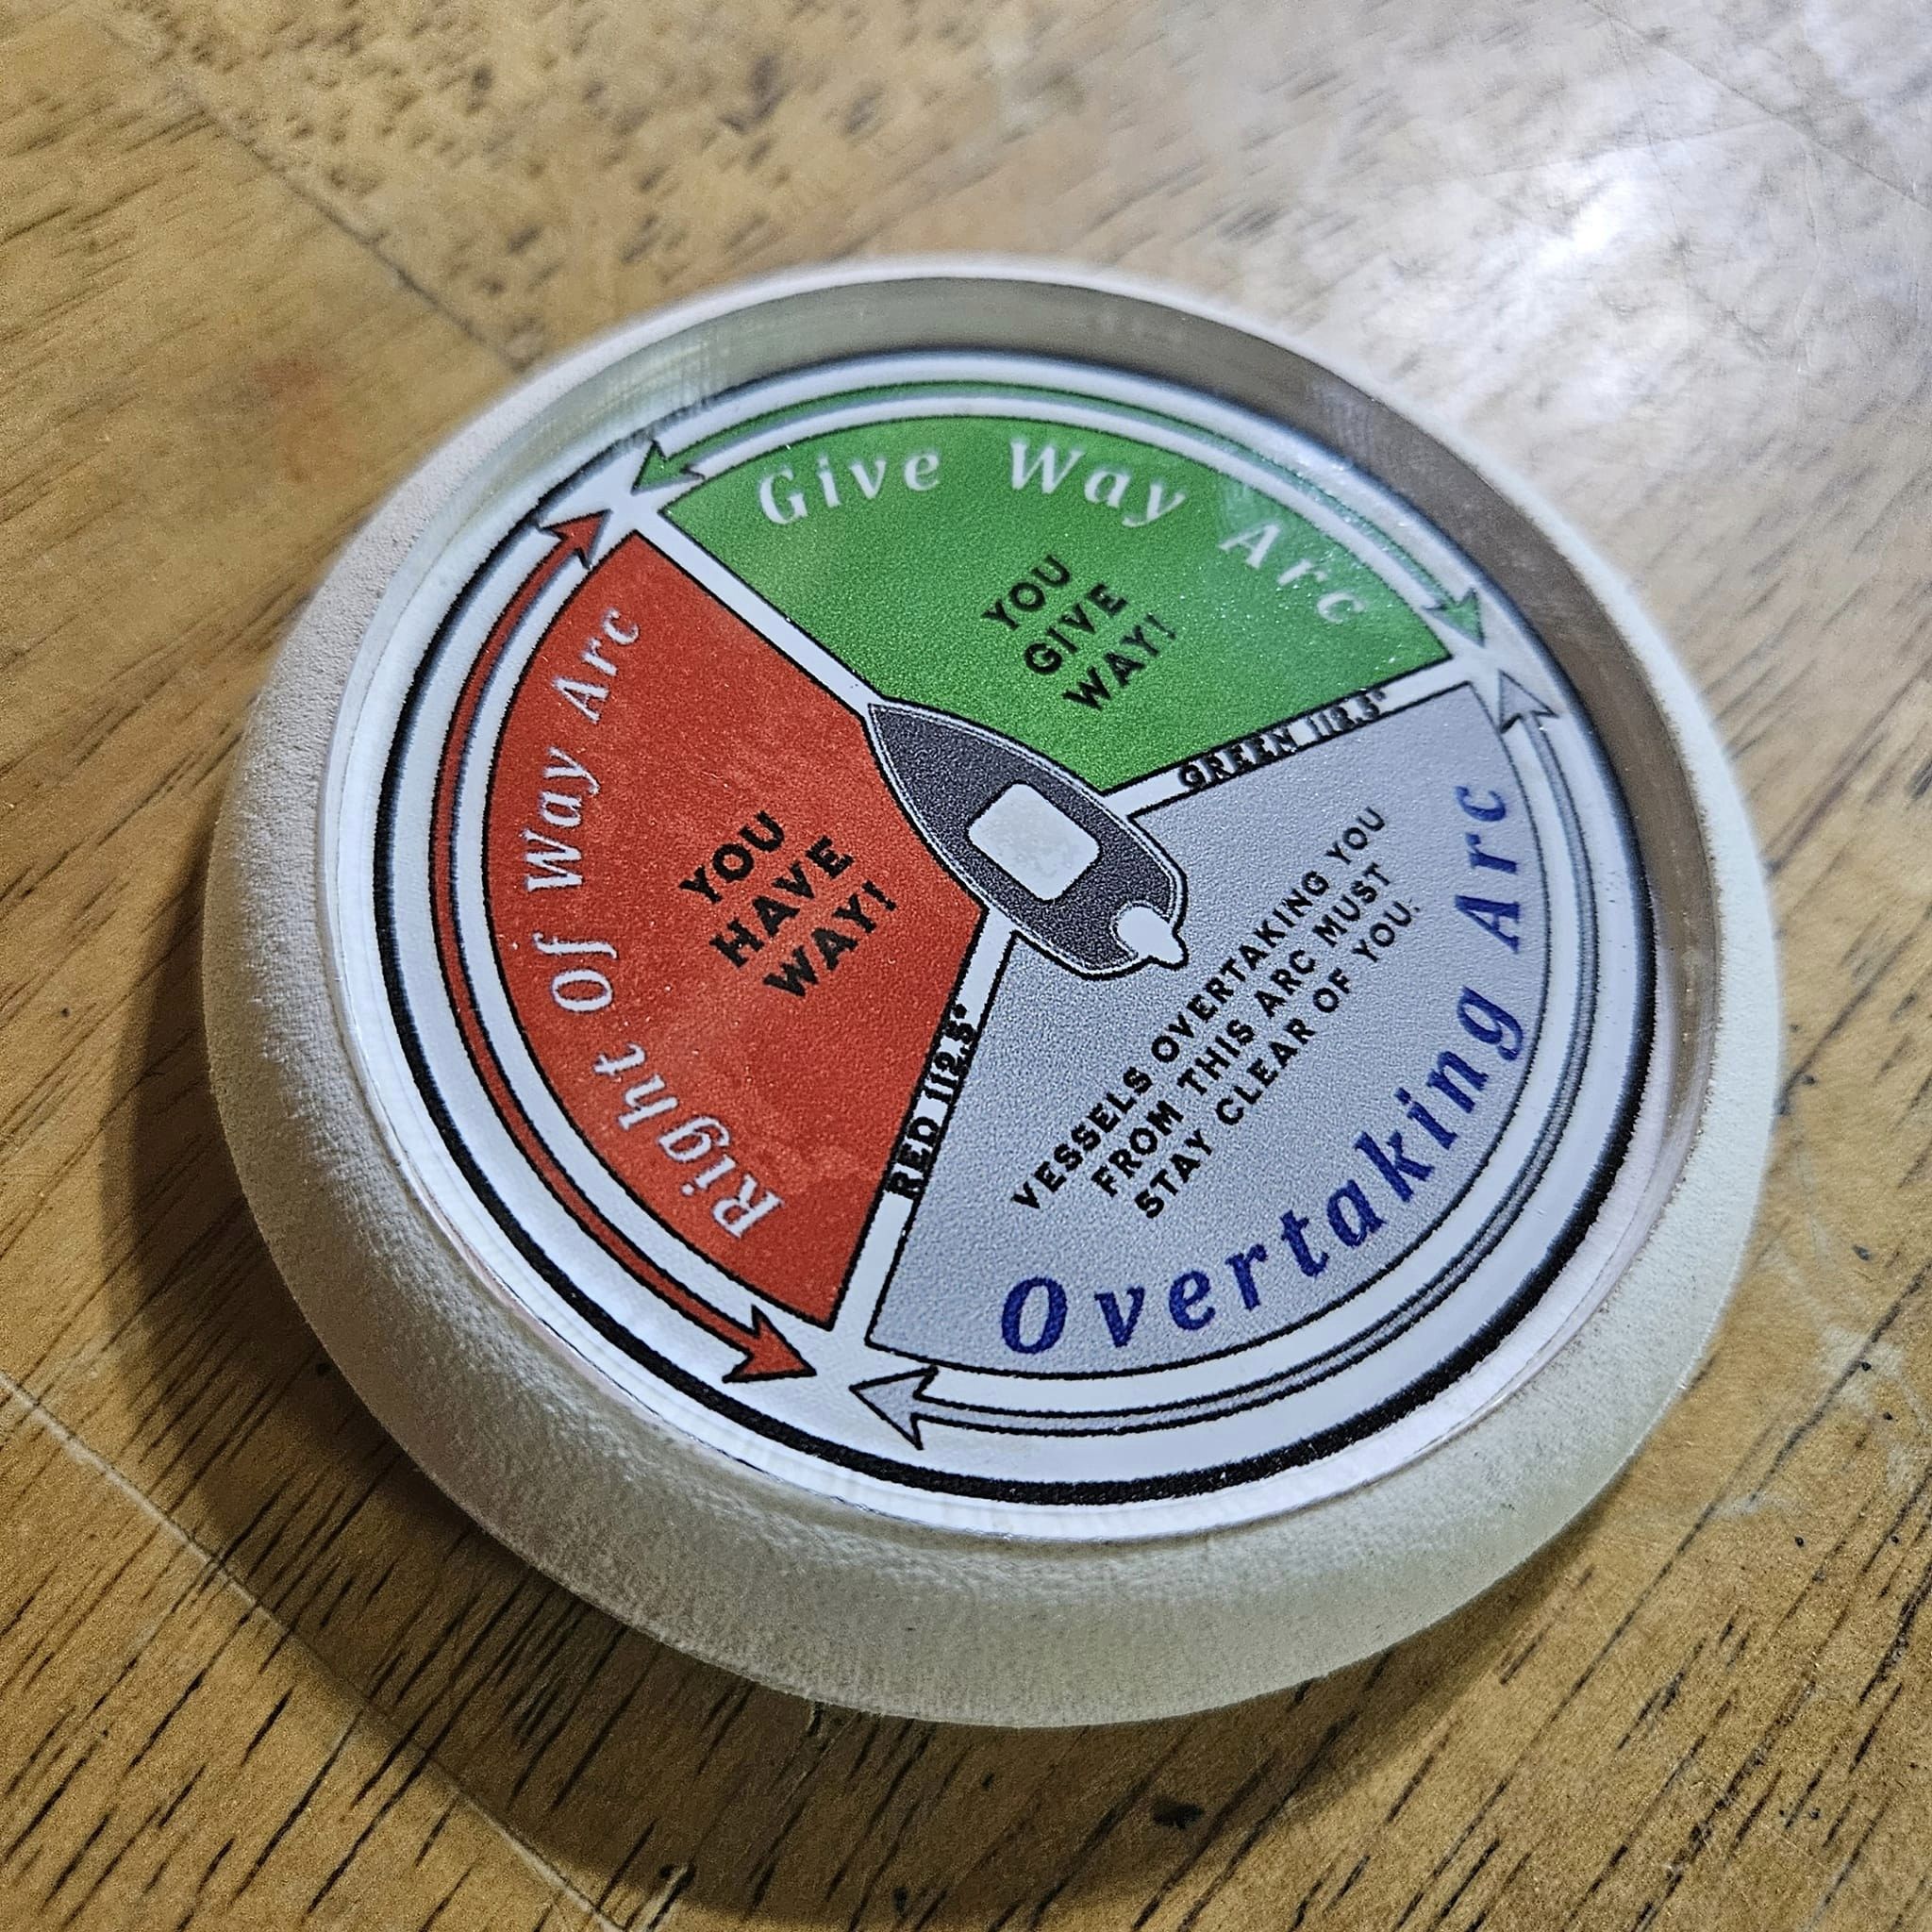 Give Way Arc
YOU
GIVE
WAY!
GREEN 112.5°
Right Of Way Arc
YOU
HAVE
WAY!
RED 112.5°
VESSELS OVERTAKING YOU
FROM THIS ARC MUST
STAY CLEAR OF YOU.
Overtaking Arc